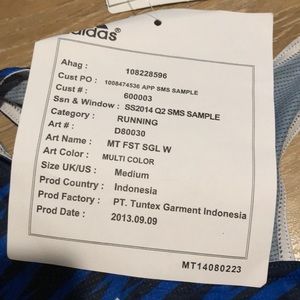 adidas
Ahag : 108228596
Cust PO : 1008474536 APP SMS SAMPLE
Cust # : 600003
Ssn & Window : SS2014 Q2 SMS SAMPLE
Category : RUNNING
Art # : D80030
Art Name : MT FST SGL W
Art Color : MULTI COLOR
Size UK/US : Medium
Prod Country : Indonesia
Prod Factory : PT. Tuntex Garment Indonesia
Prod Date : 2013.09.09
MT14080223